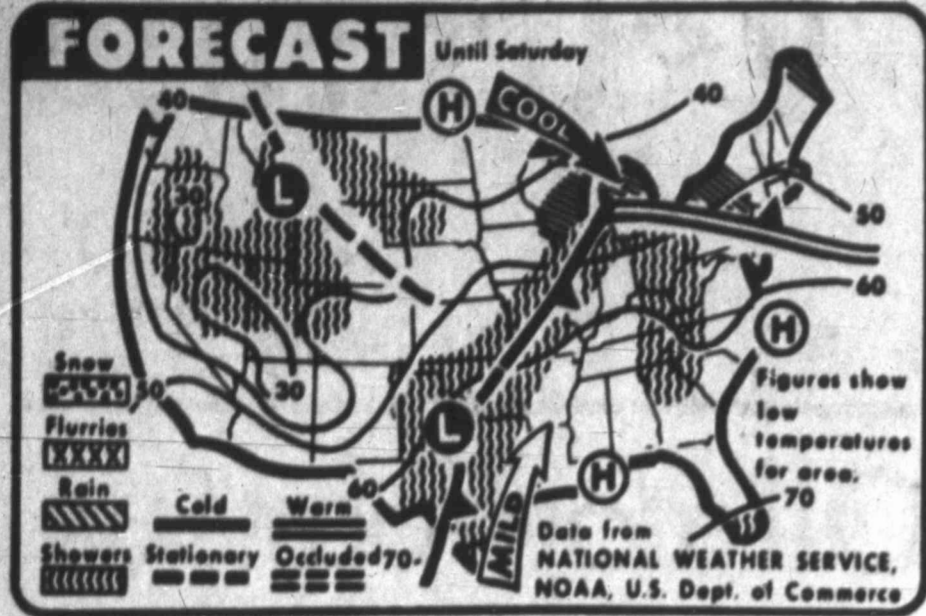 FORECAST
Until Saturday
40
H
COOL
40
30
L
50
60
H
30
50
L
H
60
70
70-
MILD
Snow
Flurries
Rain
Showers
Cold
Warm
Stationary
Occluded
Figures show
low
temperatures
for area.
Data from
NATIONAL WEATHER SERVICE,
NOAA, U.S. Dept. of Commerce